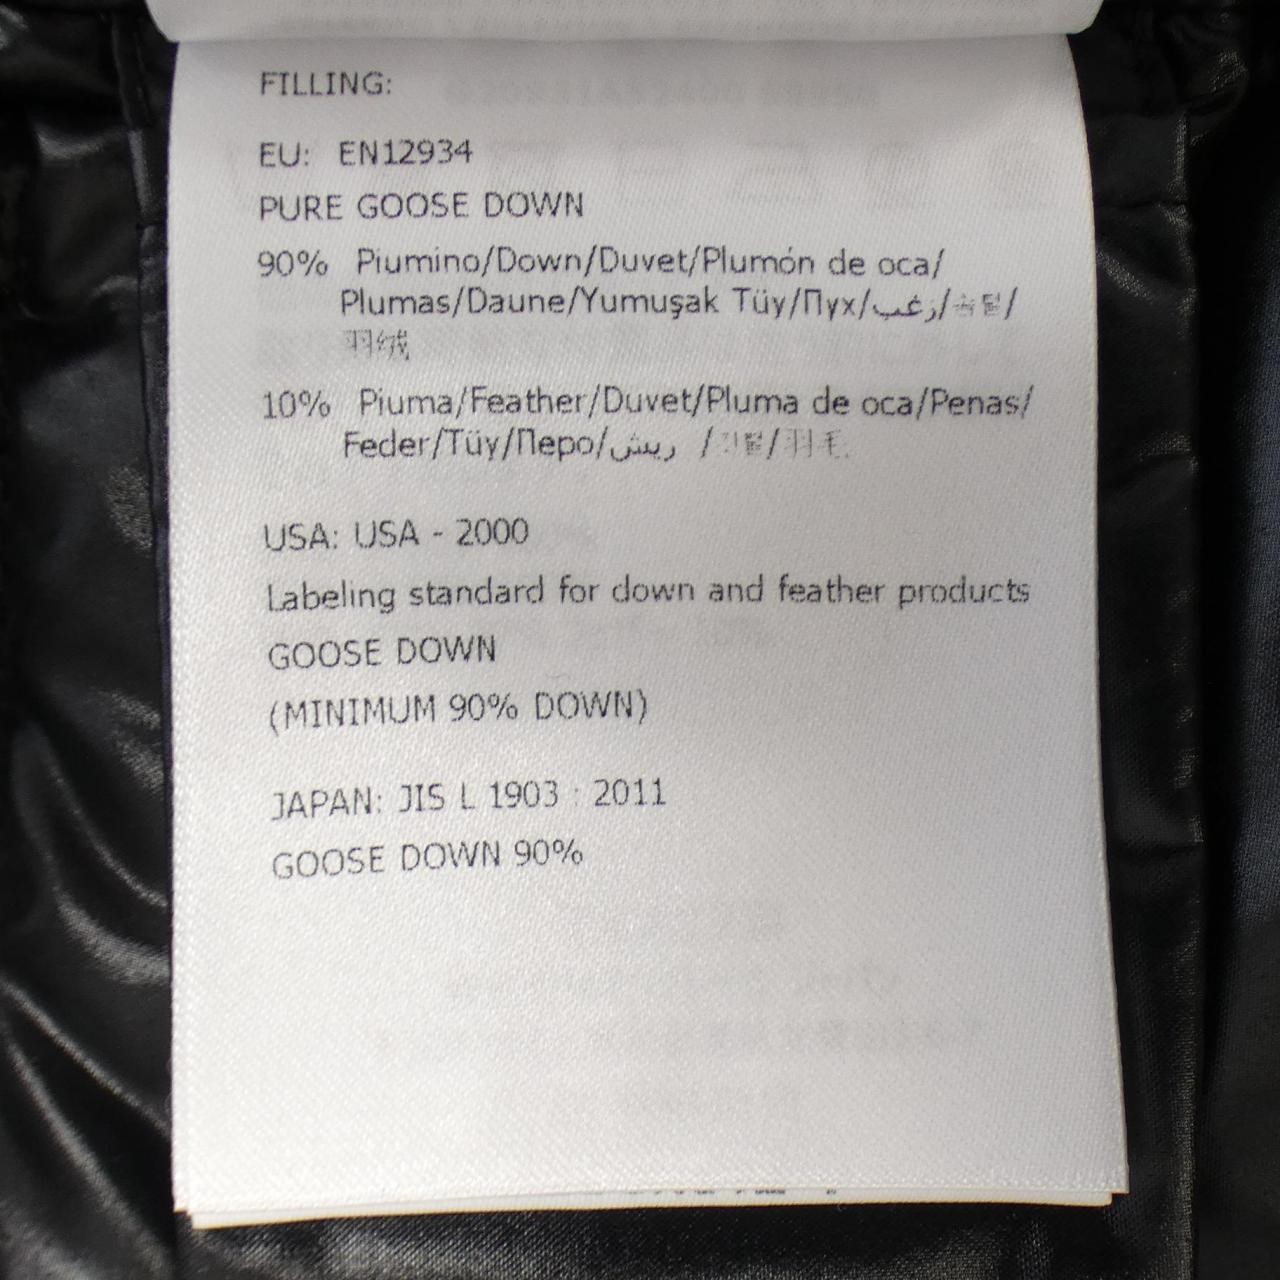 FILLING:
EU: EN12934
PURE GOOSE DOWN
90% Piumino/Down/Duvet/Plumón de oca/
Plumas/Daune/Yumuşak Tüy/Пух/زغب/솜털/
羽绒
10% Piuma/Feather/Duvet/Pluma de oca/Penas/
Feder/Tüy/Перо/ريش /깃털/羽毛
USA: USA - 2000
Labeling standard for down and feather products
GOOSE DOWN
(MINIMUM 90% DOWN)
JAPAN: JIS L 1903 : 2011
GOOSE DOWN 90%